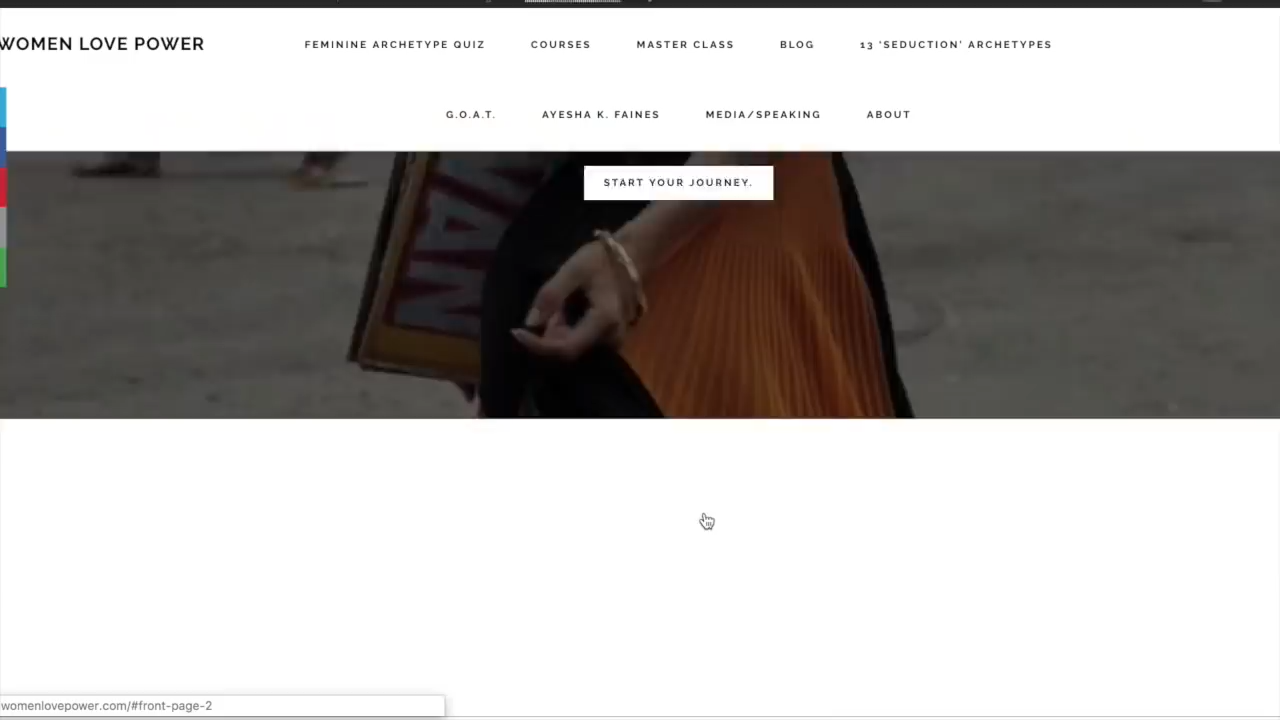 WOMEN LOVE POWER
FEMININE ARCHETYPE QUIZ COURSES MASTER CLASS BLOG 13 'SEDUCTION' ARCHETYPES
G.O.A.T. AYESHA K. FAINES MEDIA/SPEAKING ABOUT
START YOUR JOURNEY.
womenlovepower.com/#front-page-2